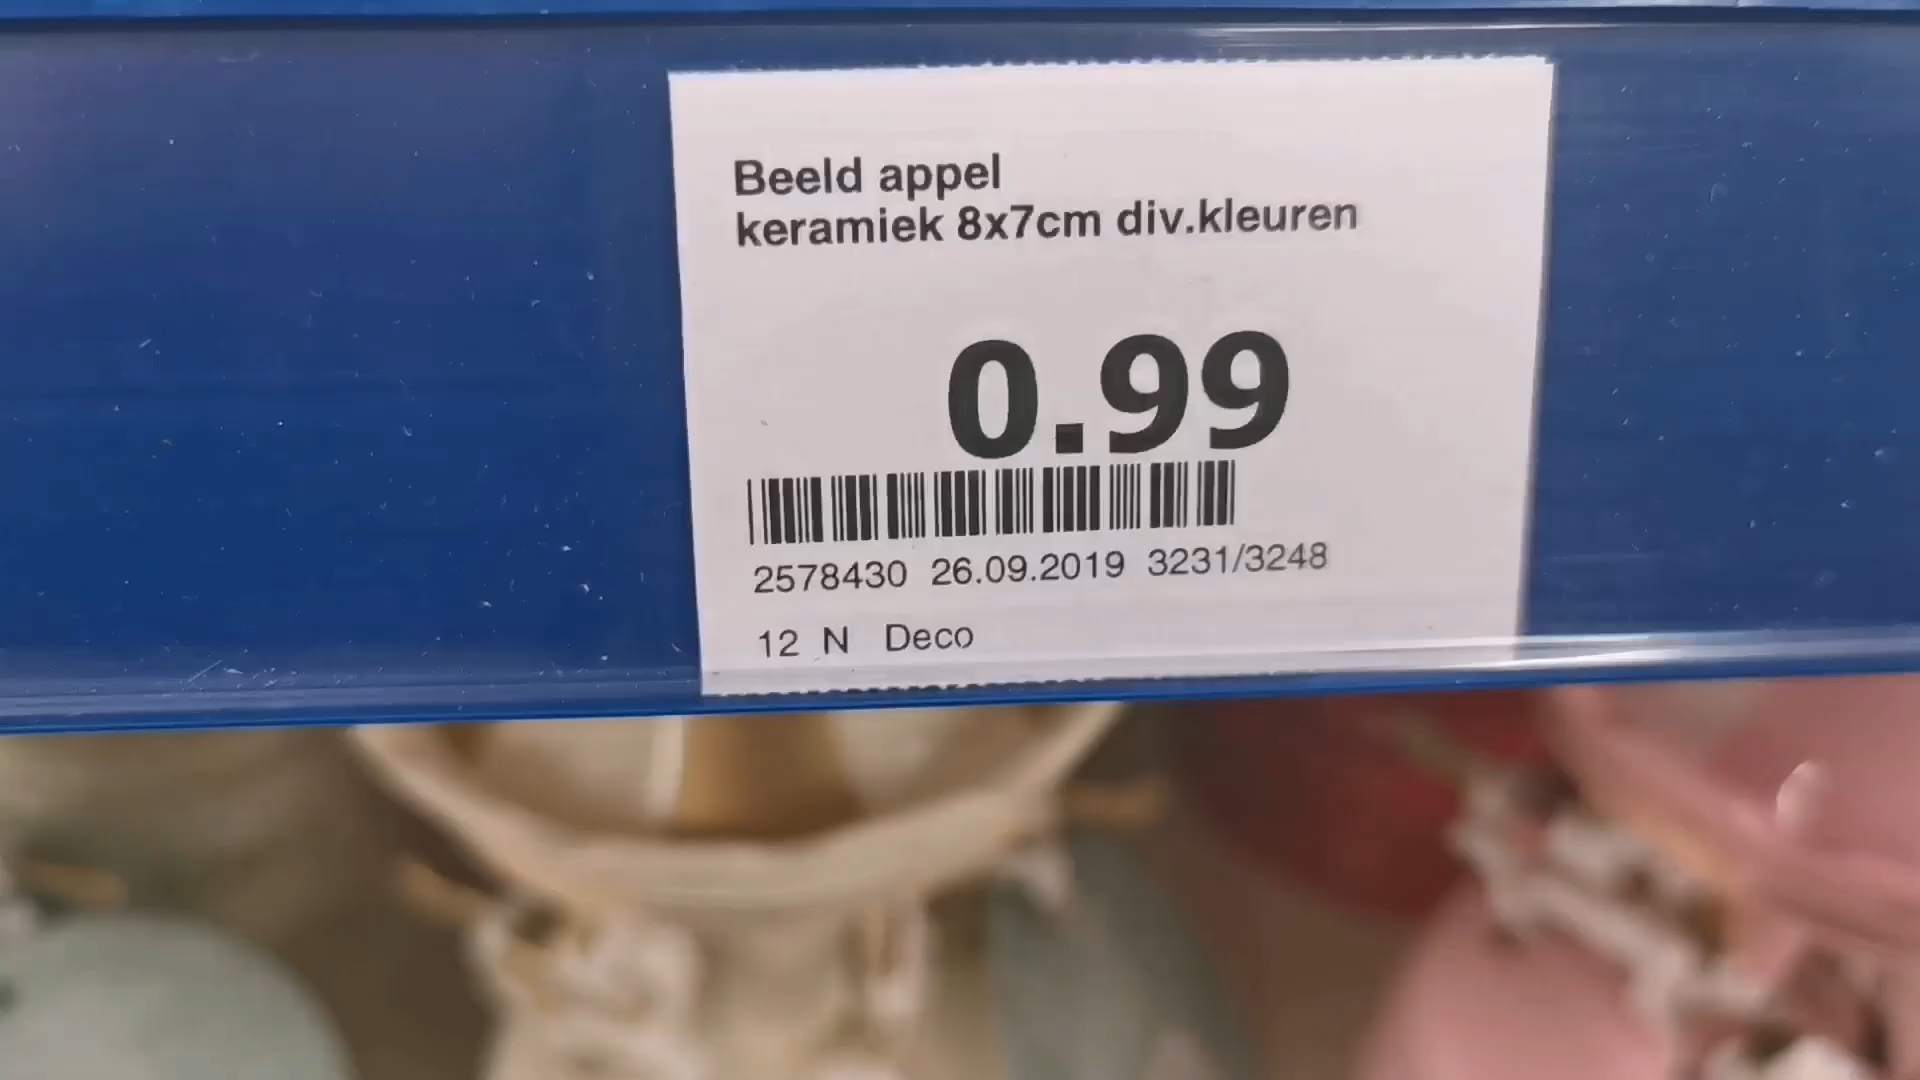 Beeld appel
keramiek 8x7cm div.kleuren
0.99
2578430 26.09.2019 3231/3248
12 N Deco